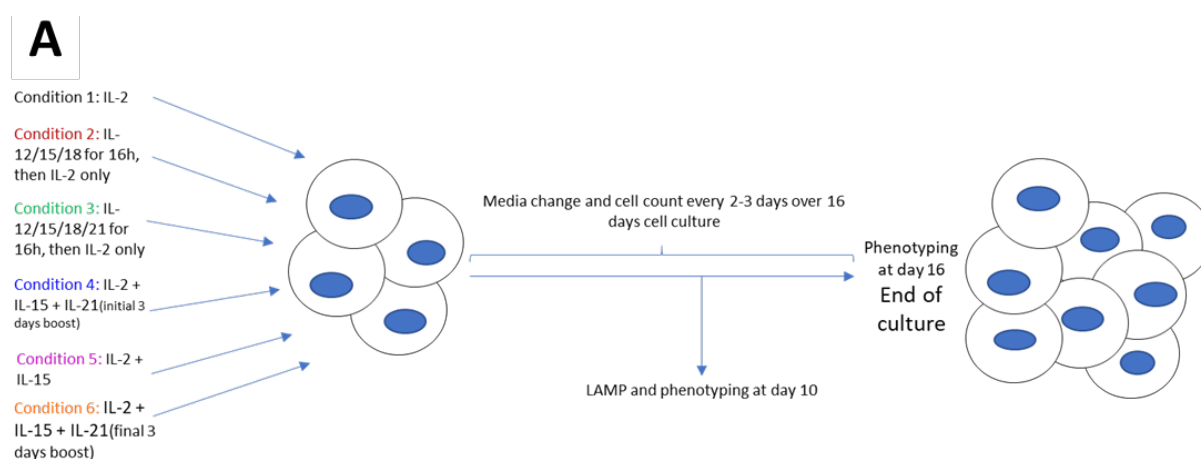 A
Condition 1: IL-2
Condition 2: IL-
12/15/18 for 16h,
then IL-2 only
Condition 3: IL-
12/15/18/21 for
16h, then IL-2 only
Condition 4: IL-2 +
IL-15 + IL-21(initial 3
days boost)
Condition 5: IL-2 +
IL-15
Condition 6: IL-2 +
IL-15 + IL-21(final 3
days boost)
Media change and cell count every 2-3 days over 16
days cell culture
LAMP and phenotyping at day 10
Phenotyping
at day 16
End of
culture